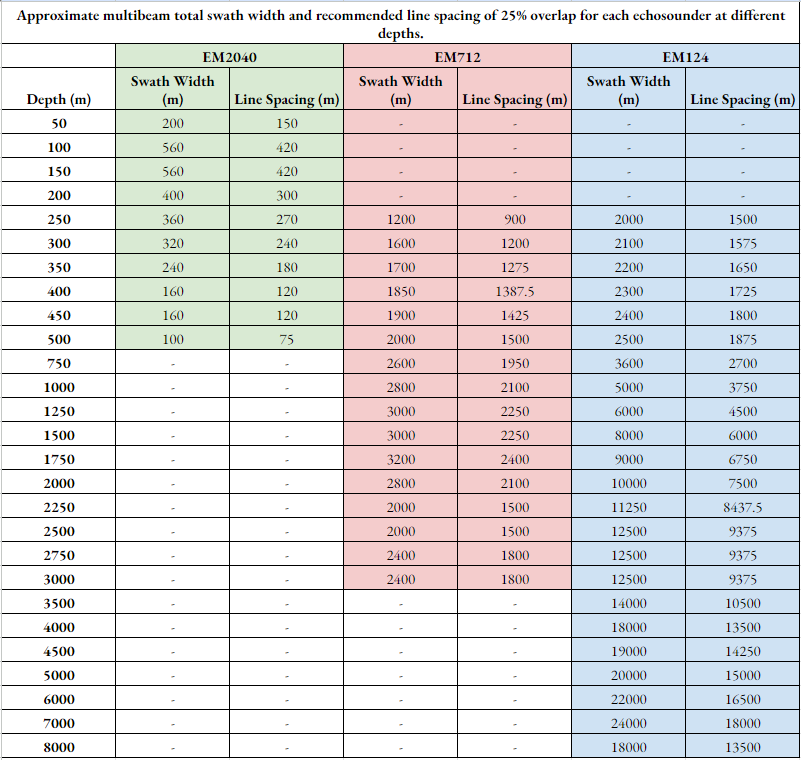 Approximate multibeam total swath width and recommended line spacing of 25% overlap for each echosounder at different
depths.
EM2040 EM712 EM124
Depth (m) Swath Width (m) Line Spacing (m) Swath Width (m) Line Spacing (m) Swath Width (m) Line Spacing (m)
50 200 150 - - - -
100 560 420 - - - -
150 560 420 - - - -
200 400 300 - - - -
250 360 270 1200 900 2000 1500
300 320 240 1600 1200 2100 1575
350 240 180 1700 1275 2200 1650
400 160 120 1850 1387.5 2300 1725
450 160 120 1900 1425 2400 1800
500 100 75 2000 1500 2500 1875
750 - - 2600 1950 3600 2700
1000 - - 2800 2100 5000 3750
1250 - - 3000 2250 6000 4500
1500 - - 3000 2250 8000 6000
1750 - - 3200 2400 9000 6750
2000 - - 2800 2100 10000 7500
2250 - - 2000 1500 11250 8437.5
2500 - - 2000 1500 12500 9375
2750 - - 2400 1800 12500 9375
3000 - - 2400 1800 12500 9375
3500 - - - - 14000 10500
4000 - - - - 18000 13500
4500 - - - - 19000 14250
5000 - - - - 20000 15000
6000 - - - - 22000 16500
7000 - - - - 24000 18000
8000 - - - - 18000 13500